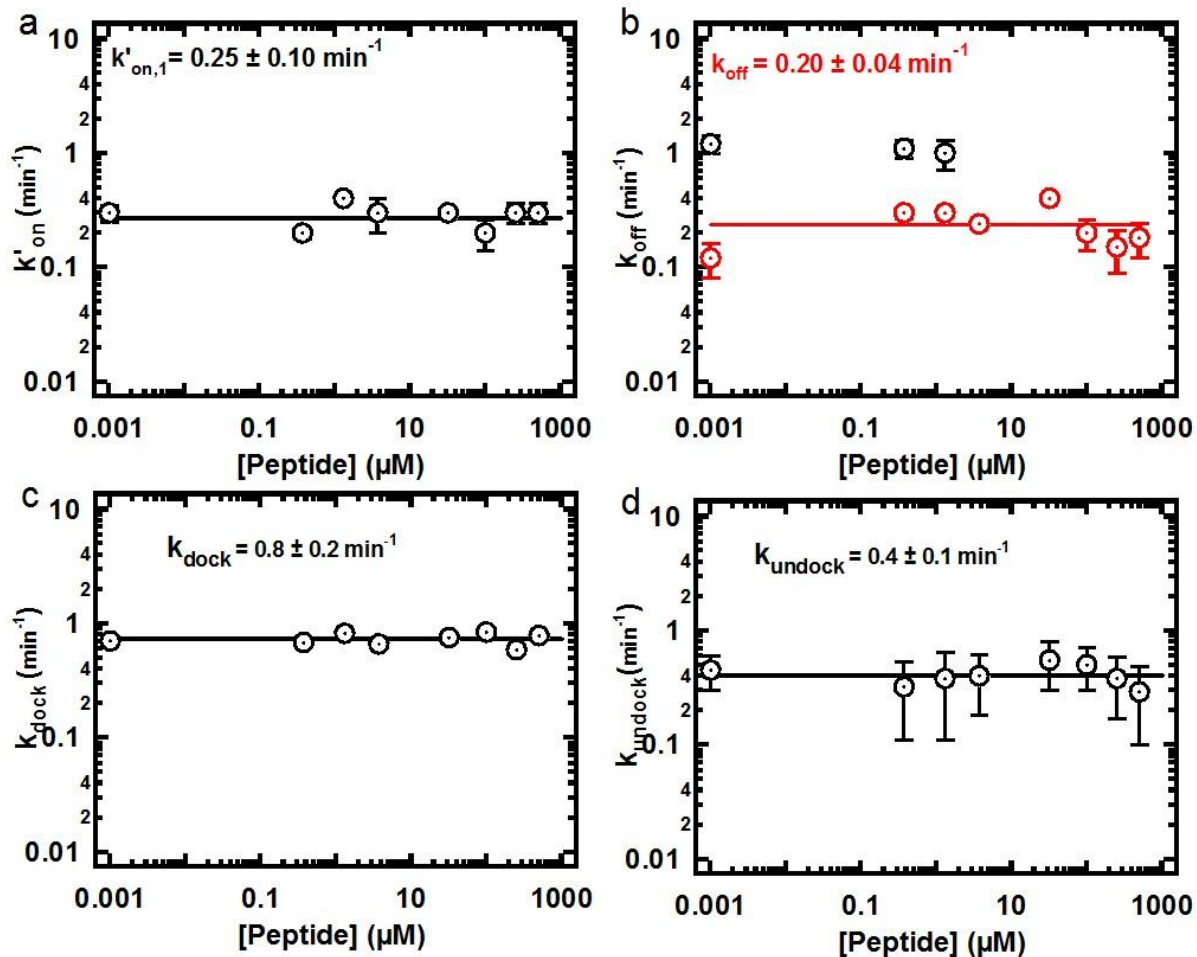 a
k'on,1 = 0.25 ± 0.10 min-1
10
4
2
1
4
2
0.1
4
2
0.01
k'on (min-1)
0.001 0.1 10 1000
[Peptide] (µM)
b
koff = 0.20 ± 0.04 min-1
10
4
2
1
4
2
0.1
4
2
0.01
koff (min-1)
0.001 0.1 10 1000
[Peptide] (µM)
c
kdock = 0.8 ± 0.2 min-1
10
4
2
1
4
2
0.1
4
2
0.01
kdock (min-1)
0.001 0.1 10 1000
[Peptide] (µM)
d
kundock = 0.4 ± 0.1 min-1
10
4
2
1
4
2
0.1
4
2
0.01
kundock (min-1)
0.001 0.1 10 1000
[Peptide] (µM)